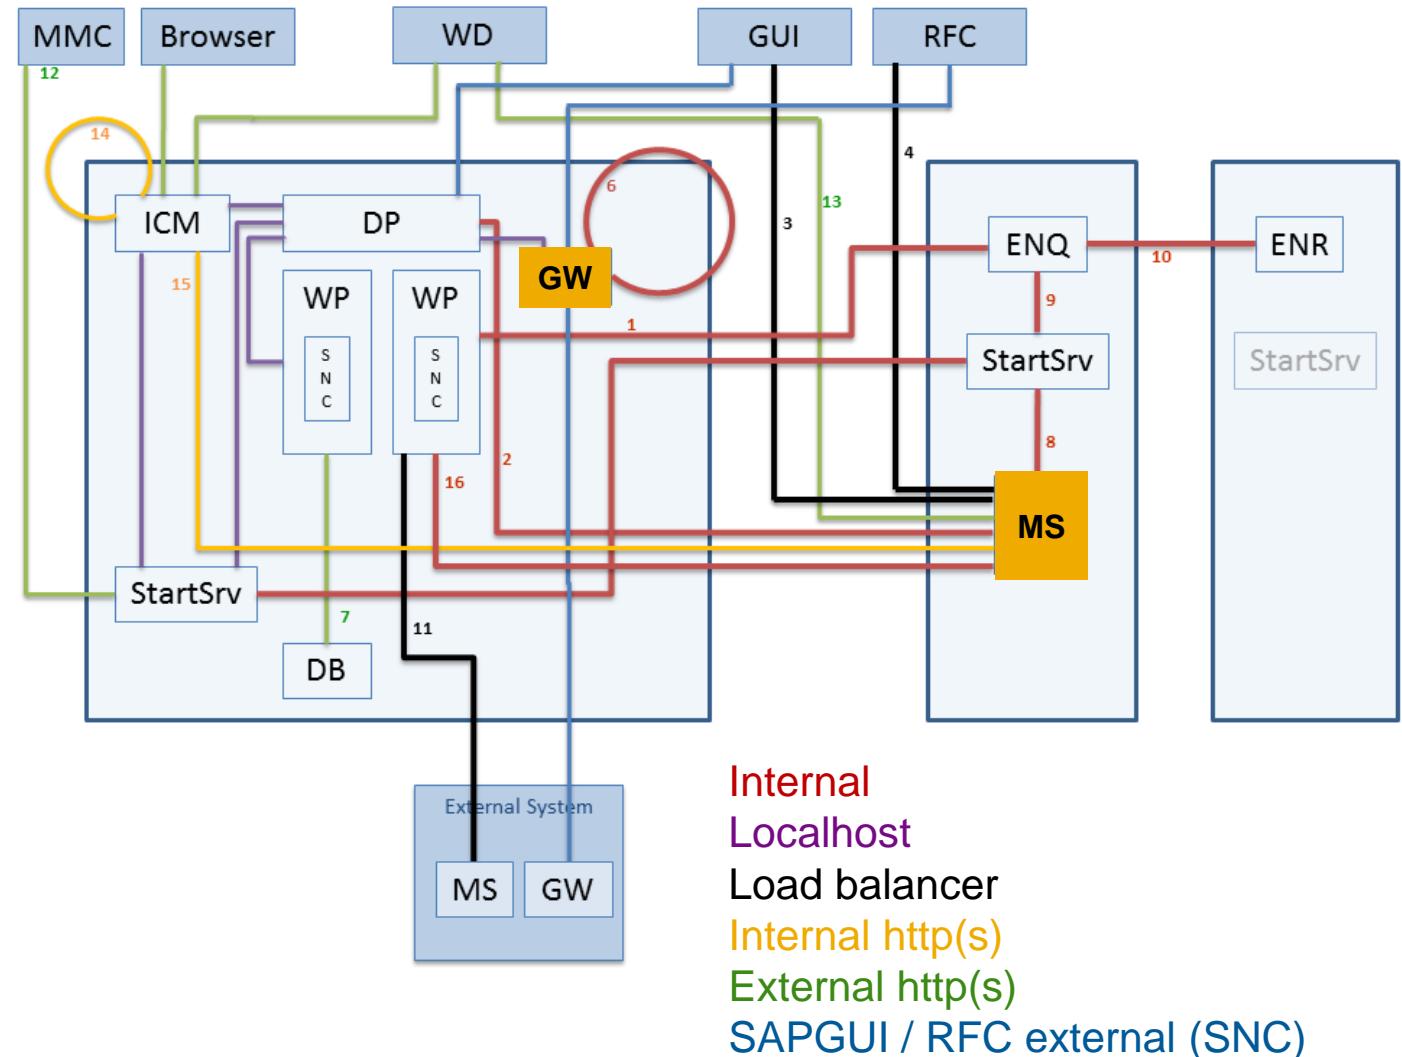 MMC
Browser
WD
GUI
RFC
12
14
6
4
13
3
ICM
DP
ENQ
ENR
10
15
GW
WP
WP
9
1
S
N
C
S
N
C
StartSrv
StartSrv
8
2
16
MS
StartSrv
7
11
DB
External System
MS
GW
Internal
Localhost
Load balancer
Internal http(s)
External http(s)
SAPGUI / RFC external (SNC)